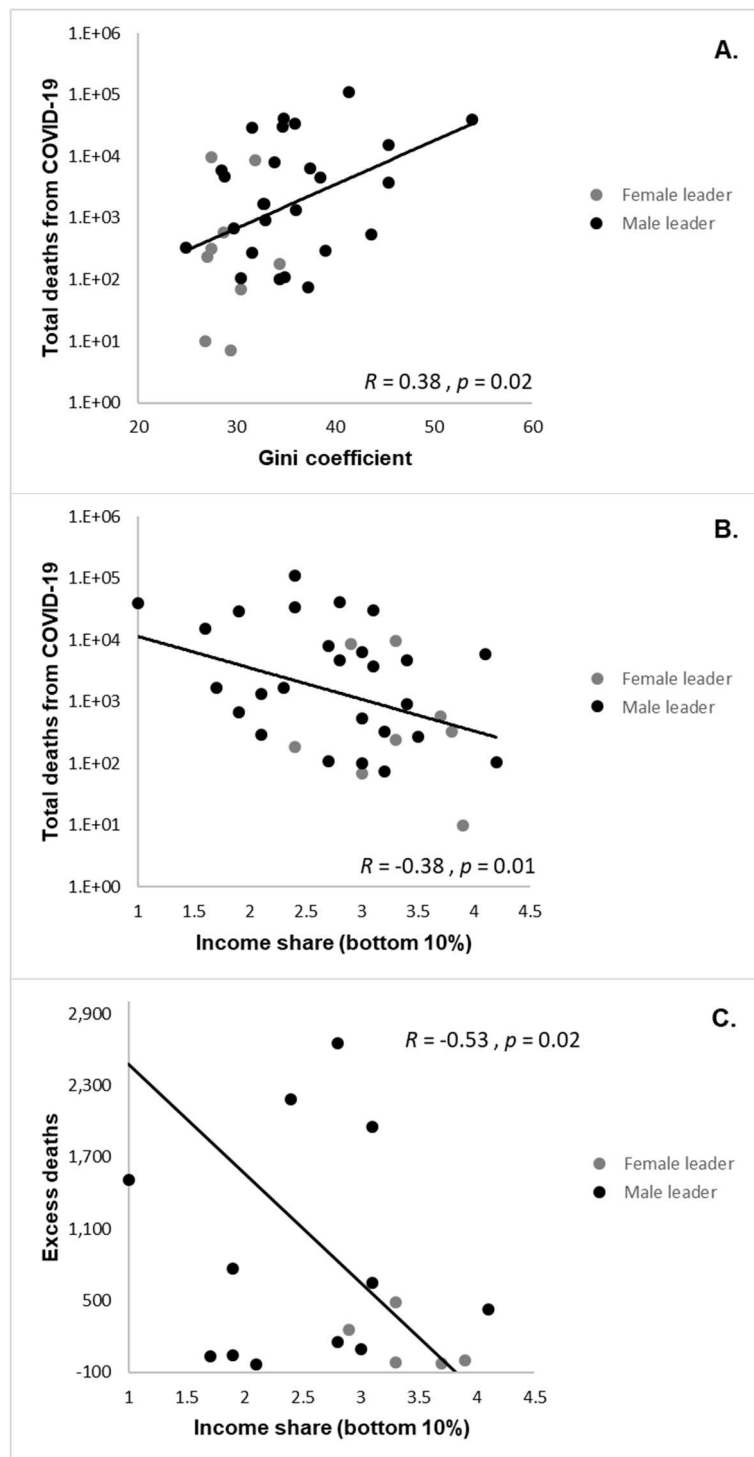 A.
1.E+06
1.E+05
1.E+04
1.E+03
1.E+02
1.E+01
1.E+00
Total deaths from COVID-19
Female leader
Male leader
R = 0.38 , p = 0.02
20 30 40 50 60
Gini coefficient
B.
1.E+06
1.E+05
1.E+04
1.E+03
1.E+02
1.E+01
1.E+00
Total deaths from COVID-19
Female leader
Male leader
R = -0.38 , p = 0.01
1 1.5 2 2.5 3 3.5 4 4.5
Income share (bottom 10%)
C.
R = -0.53 , p = 0.02
2,900
2,300
1,700
1,100
500
-100
Excess deaths
Female leader
Male leader
1 1.5 2 2.5 3 3.5 4 4.5
Income share (bottom 10%)